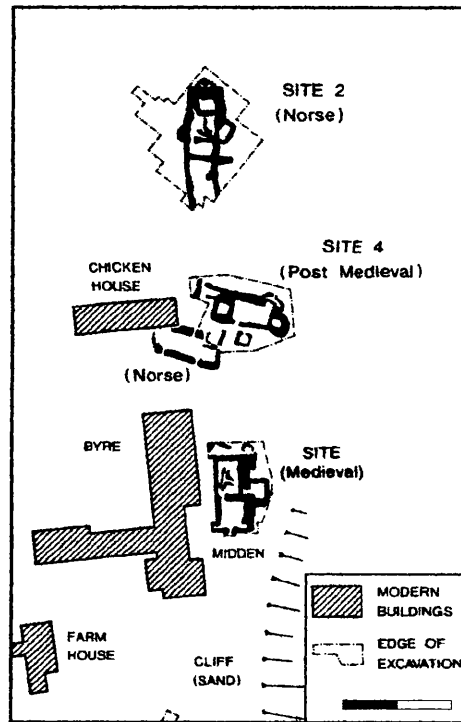 SITE 2
(Norse)
SITE 4
(Post Medieval)
CHICKEN
HOUSE
(Norse)
BYRE
SITE
(Medieval)
MIDDEN
MODERN
BUILDINGS
FARM
HOUSE
EDGE OF
EXCAVATION
CLIFF
(SAND)